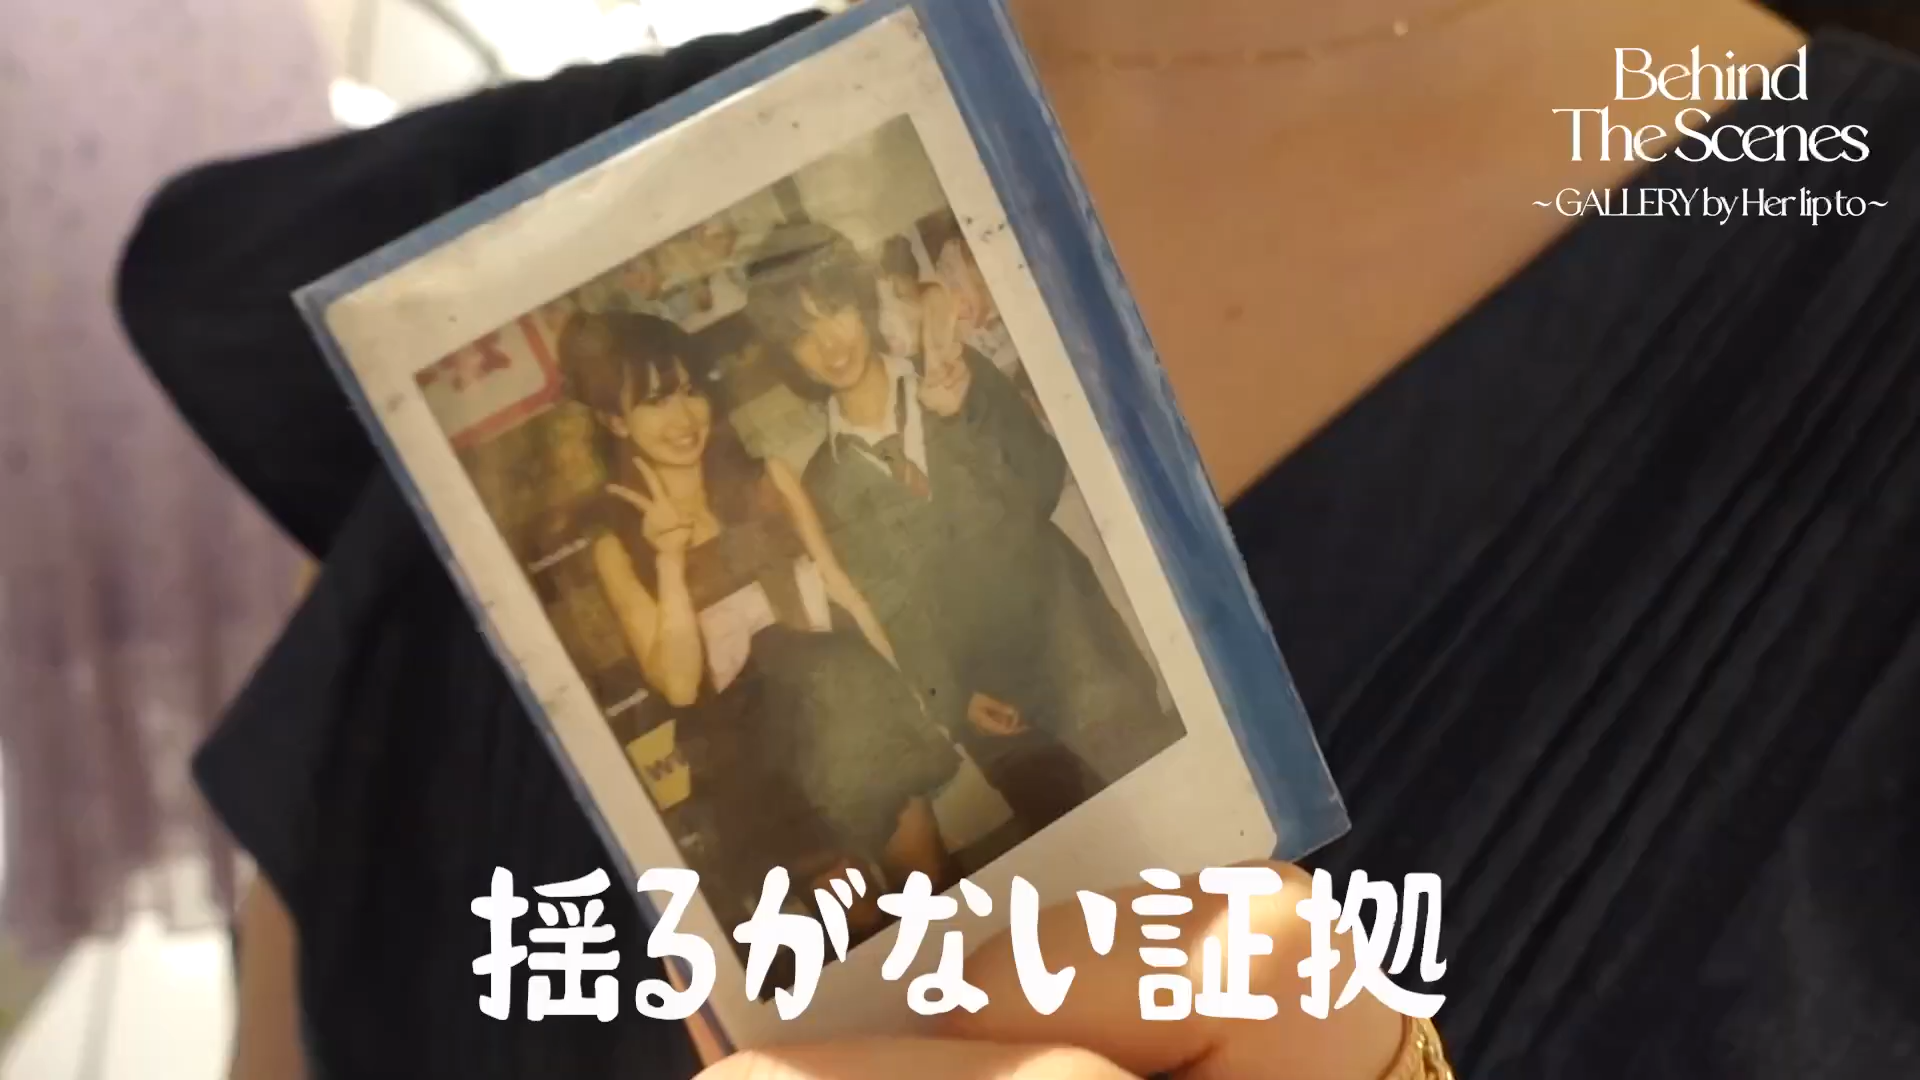 Behind
The Scenes
~GALLERY by Her lip to~
揺るがない証拠